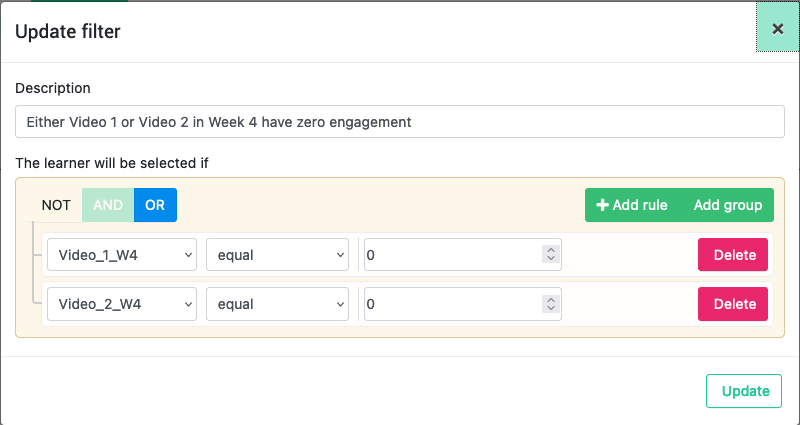 Update filter ×
Description
Either Video 1 or Video 2 in Week 4 have zero engagement
The learner will be selected if
NOT AND OR + Add rule Add group
Video_1_W4 equal 0 Delete
Video_2_W4 equal 0 Delete
Update